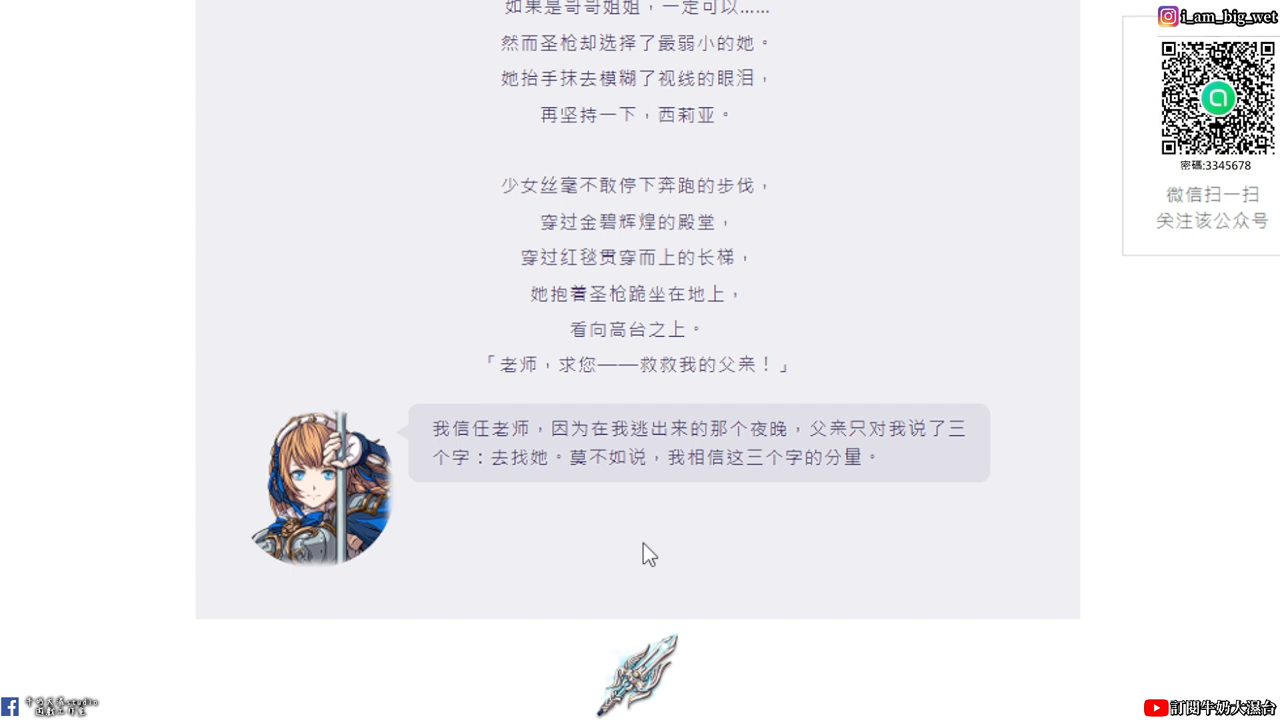 如果是哥哥姐姐，一定可以……
然而圣枪却选择了最弱小的她。
她抬手抹去模糊了视线的眼泪，
再坚持一下，西莉亚。
少女丝毫不敢停下奔跑的步伐，
穿过金碧辉煌的殿堂，
穿过红毯贯穿而上的长梯，
她抱着圣枪跪坐在地上，
看向高台之上。
「老师，求您——救救我的父亲！」
我信任老师，因为在我逃出来的那个夜晚，父亲只对我说了三
个字：去找她。莫不如说，我相信这三个字的分量。
i_am_big_wet
密碼:3345678
微信扫一扫
关注该公众号
訂閱牛奶大濕台